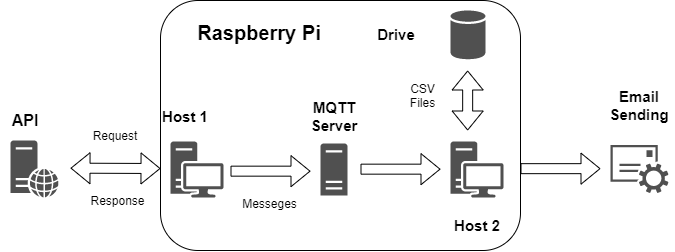 Raspberry Pi
Drive
API
Request
Response
Host 1
Messeges
MQTT
Server
CSV
Files
Host 2
Email
Sending